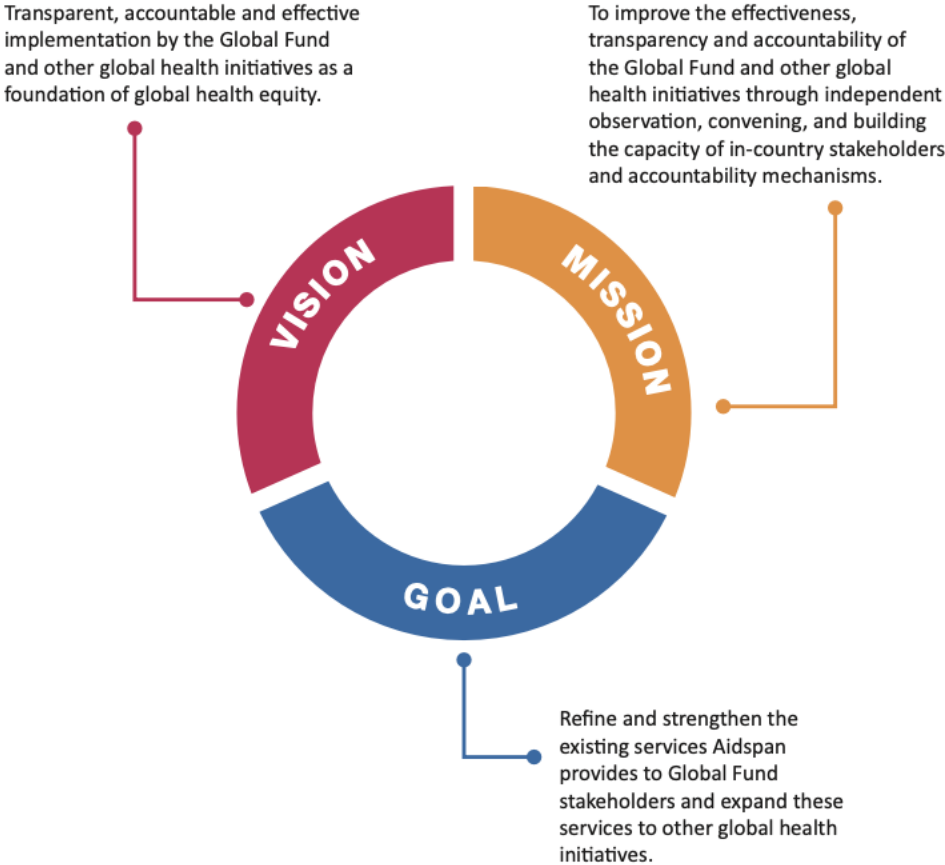 Transparent, accountable and effective
implementation by the Global Fund
and other global health initiatives as a
foundation of global health equity.
To improve the effectiveness,
transparency and accountability of
the Global Fund and other global
health initiatives through independent
observation, convening, and building
the capacity of in-country stakeholders
and accountability mechanisms.
VISION
MISSION
GOAL
Refine and strengthen the
existing services Aidspan
provides to Global Fund
stakeholders and expand these
services to other global health
initiatives.